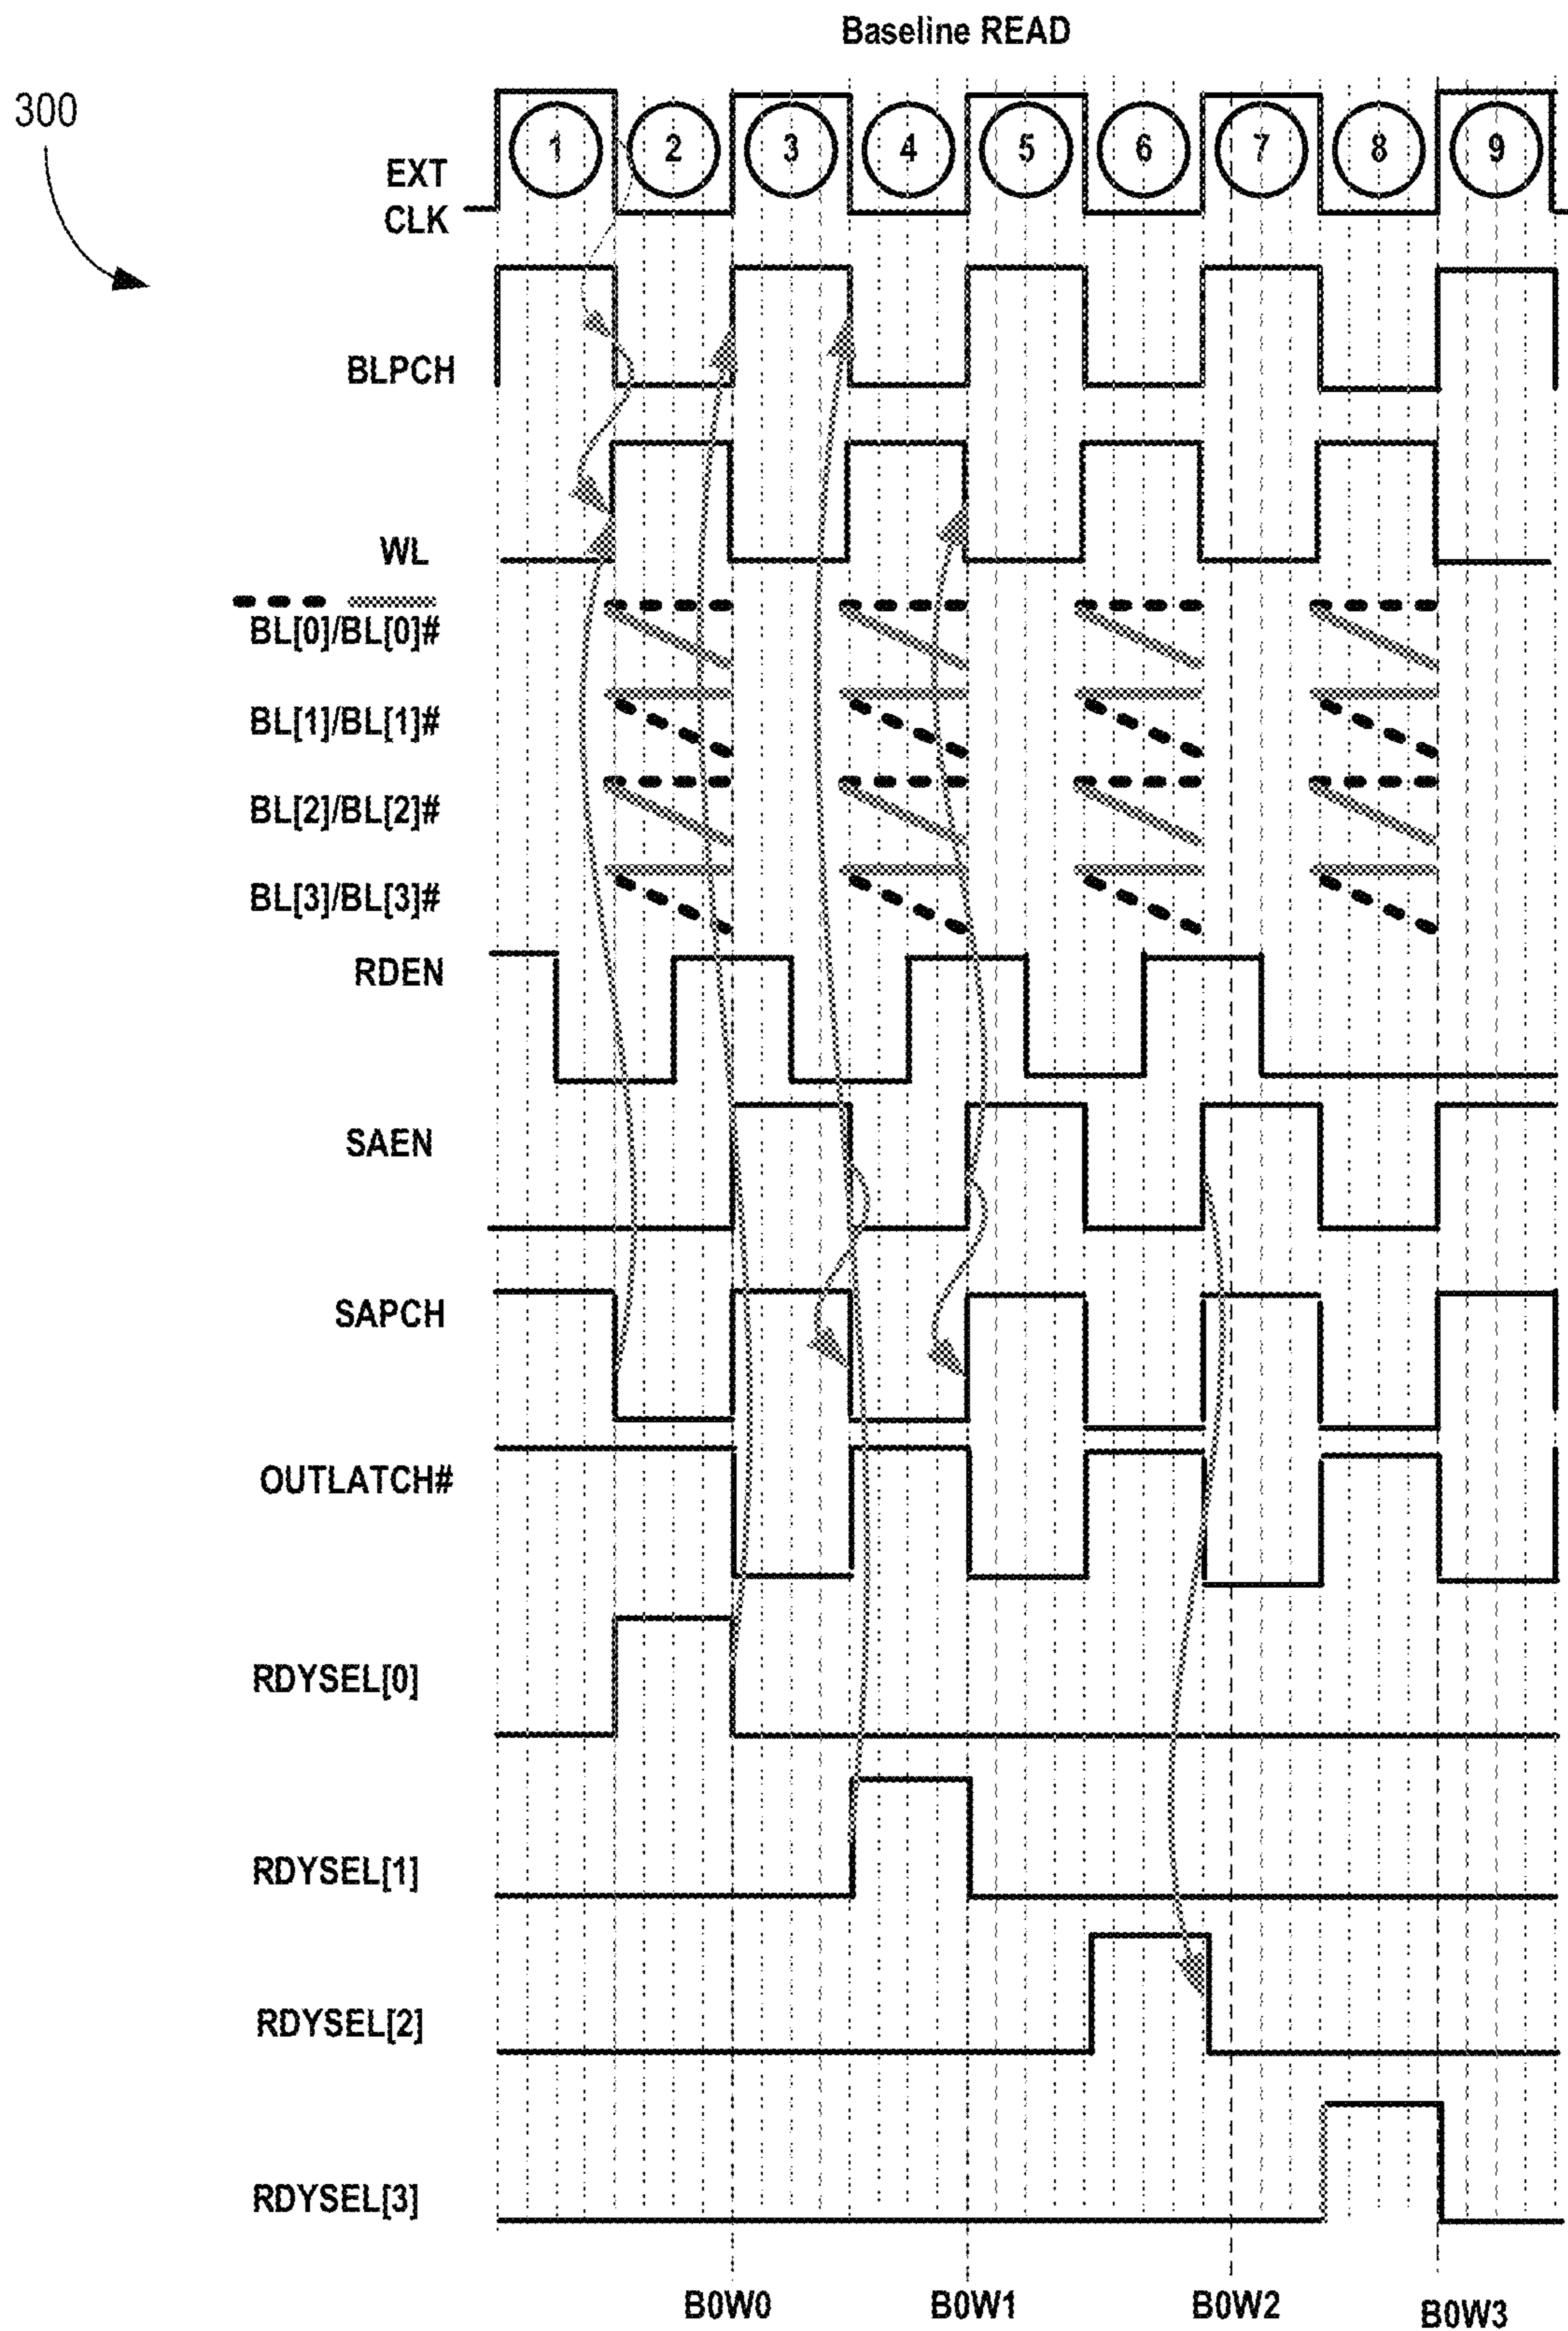 Baseline READ
300
1 2 3 4 5 6 7 8 9
EXT
CLK
BLPCH
WL
BL[0]/BL[0]#
BL[1]/BL[1]#
BL[2]/BL[2]#
BL[3]/BL[3]#
RDEN
SAEN
SAPCH
OUTLATCH#
RDYSEL[0]
RDYSEL[1]
RDYSEL[2]
RDYSEL[3]
B0W0 B0W1 B0W2 B0W3